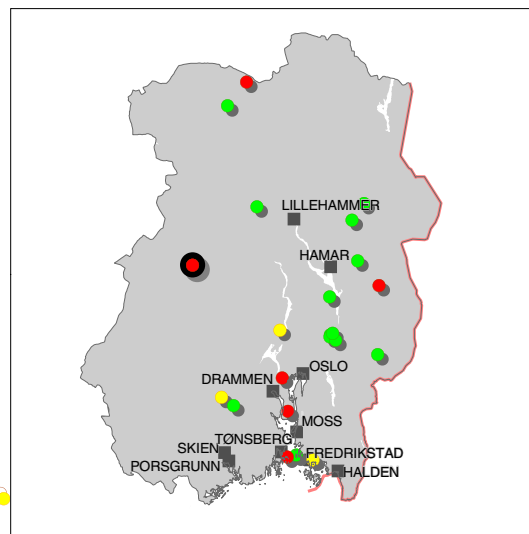 LILLEHAMMER
HAMAR
OSLO
DRAMMEN
MOSS
TØNSBERG
SKIEN
FREDRIKSTAD
PORSGRUNN
HALDEN